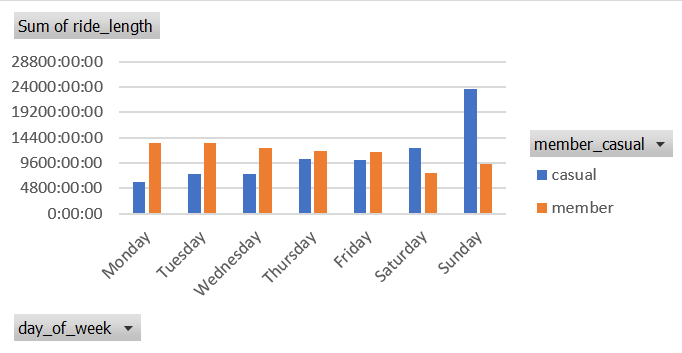 Sum of ride_length
28800:00:00
24000:00:00
19200:00:00
14400:00:00
9600:00:00
4800:00:00
0:00:00
Monday
Tuesday
Wednesday
Thursday
Friday
Saturday
Sunday
member_casual
casual
member
day_of_week